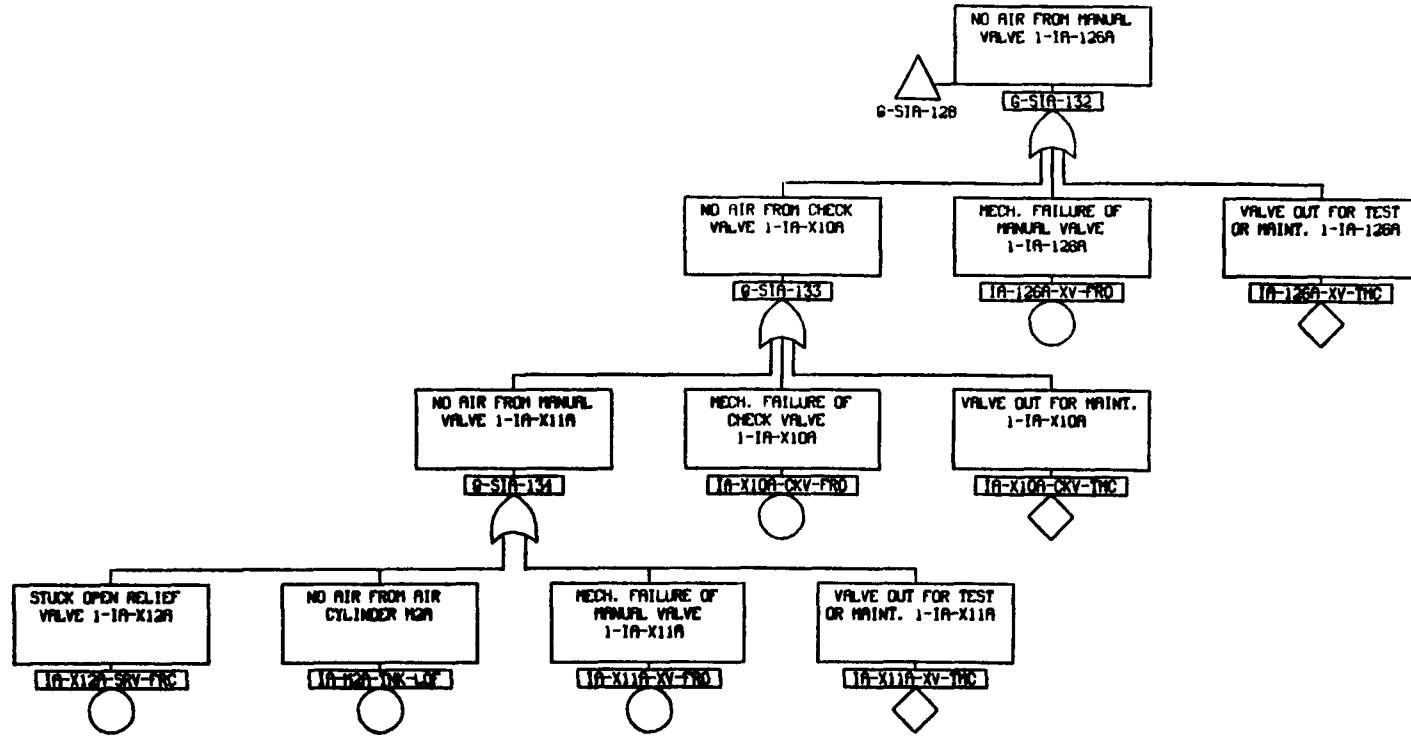 NO AIR FROM MANUAL
VALVE 1-IA-126A
G-SIA-128
G-SIA-132
NO AIR FROM CHECK
VALVE 1-IA-X10A
G-SIA-133
MECH. FAILURE OF
MANUAL VALVE
1-IA-126A
IA-126A-XV-FRO
VALVE OUT FOR TEST
OR MAINT. 1-IA-126A
IA-126A-XV-TMC
NO AIR FROM MANUAL
VALVE 1-IA-X11A
G-SIA-134
MECH. FAILURE OF
CHECK VALVE
1-IA-X10A
IA-X10A-CKV-FRO
VALVE OUT FOR MAINT.
1-IA-X10A
IA-X10A-CKV-TMC
STUCK OPEN RELIEF
VALVE 1-IA-X12A
IA-X12A-SRV-FRC
NO AIR FROM AIR
CYLINDER M2A
IA-M2A-TNK-LOF
MECH. FAILURE OF
MANUAL VALVE
1-IA-X11A
IA-X11A-XV-FRO
VALVE OUT FOR TEST
OR MAINT. 1-IA-X11A
IA-X11A-XV-TMC